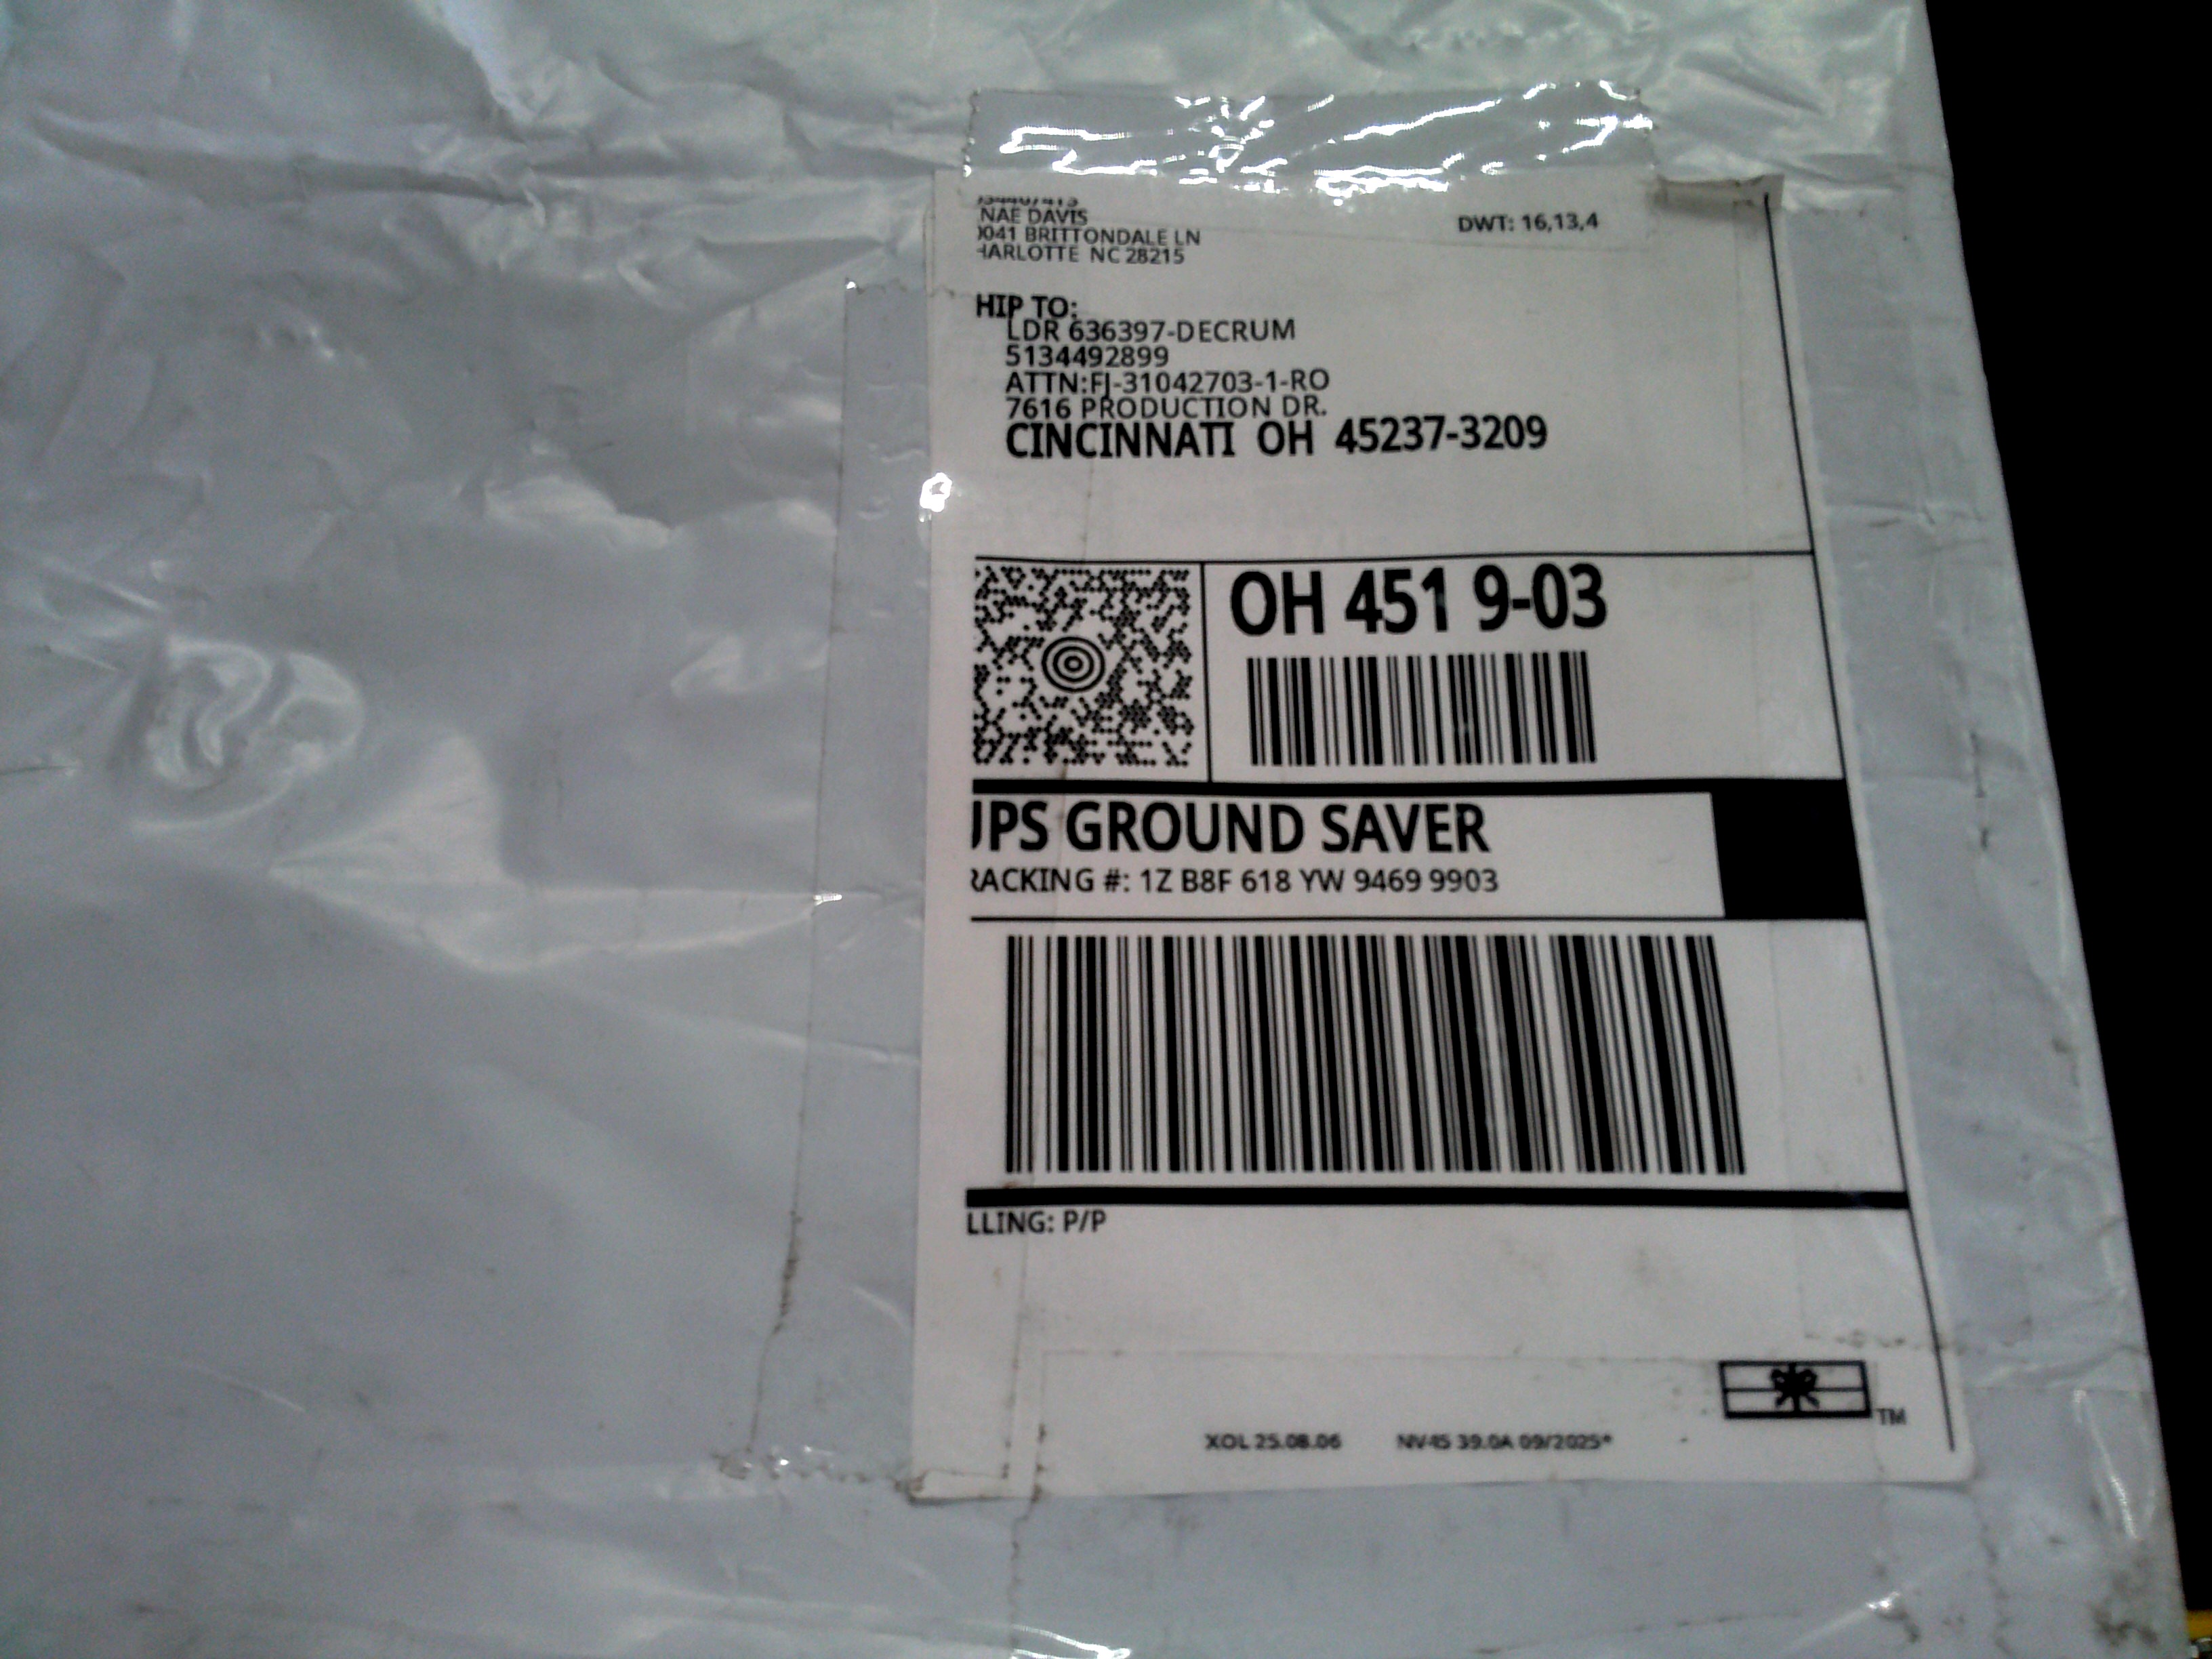 NAE DAVIS
041 BRITTONDALE LN
HARLOTTE NC 28215
DWT: 16,13,4
HIP TO:
LDR 636397-DECRUM
5134492899
ATTN:FJ-31042703-1-RO
7616 PRODUCTION DR.
CINCINNATI OH 45237-3209
OH 451 9-03
UPS GROUND SAVER
RACKING #: 1Z B8F 618 YW 9469 9903
LLING: P/P
TM
XOL 25.08.06 NV45 39.0A 09/2025*